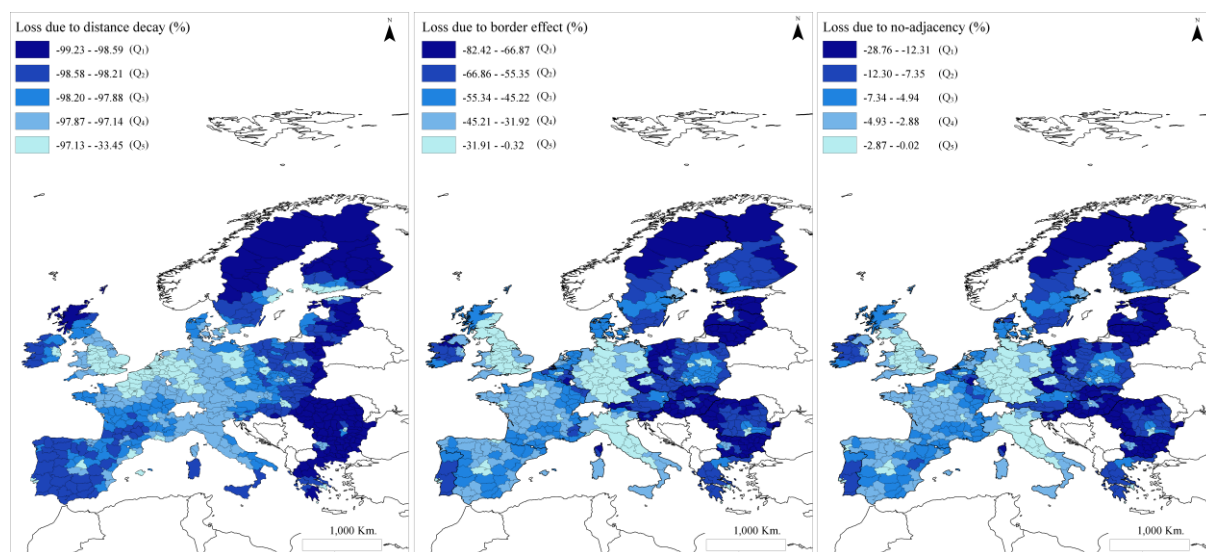 Loss due to distance decay (%)
N
-99.23 - -98.59 (Q₁)
-98.58 - -98.21 (Q₂)
-98.20 - -97.88 (Q₃)
-97.87 - -97.14 (Q₄)
-97.13 - -33.45 (Q₅)
1,000 Km.
Loss due to border effect (%)
N
-82.42 - -66.87 (Q₁)
-66.86 - -55.35 (Q₂)
-55.34 - -45.22 (Q₃)
-45.21 - -31.92 (Q₄)
-31.91 - -0.32 (Q₅)
1,000 Km.
Loss due to no-adjacency (%)
N
-28.76 - -12.31 (Q₁)
-12.30 - -7.35 (Q₂)
-7.34 - -4.94 (Q₃)
-4.93 - -2.88 (Q₄)
-2.87 - -0.02 (Q₅)
1,000 Km.